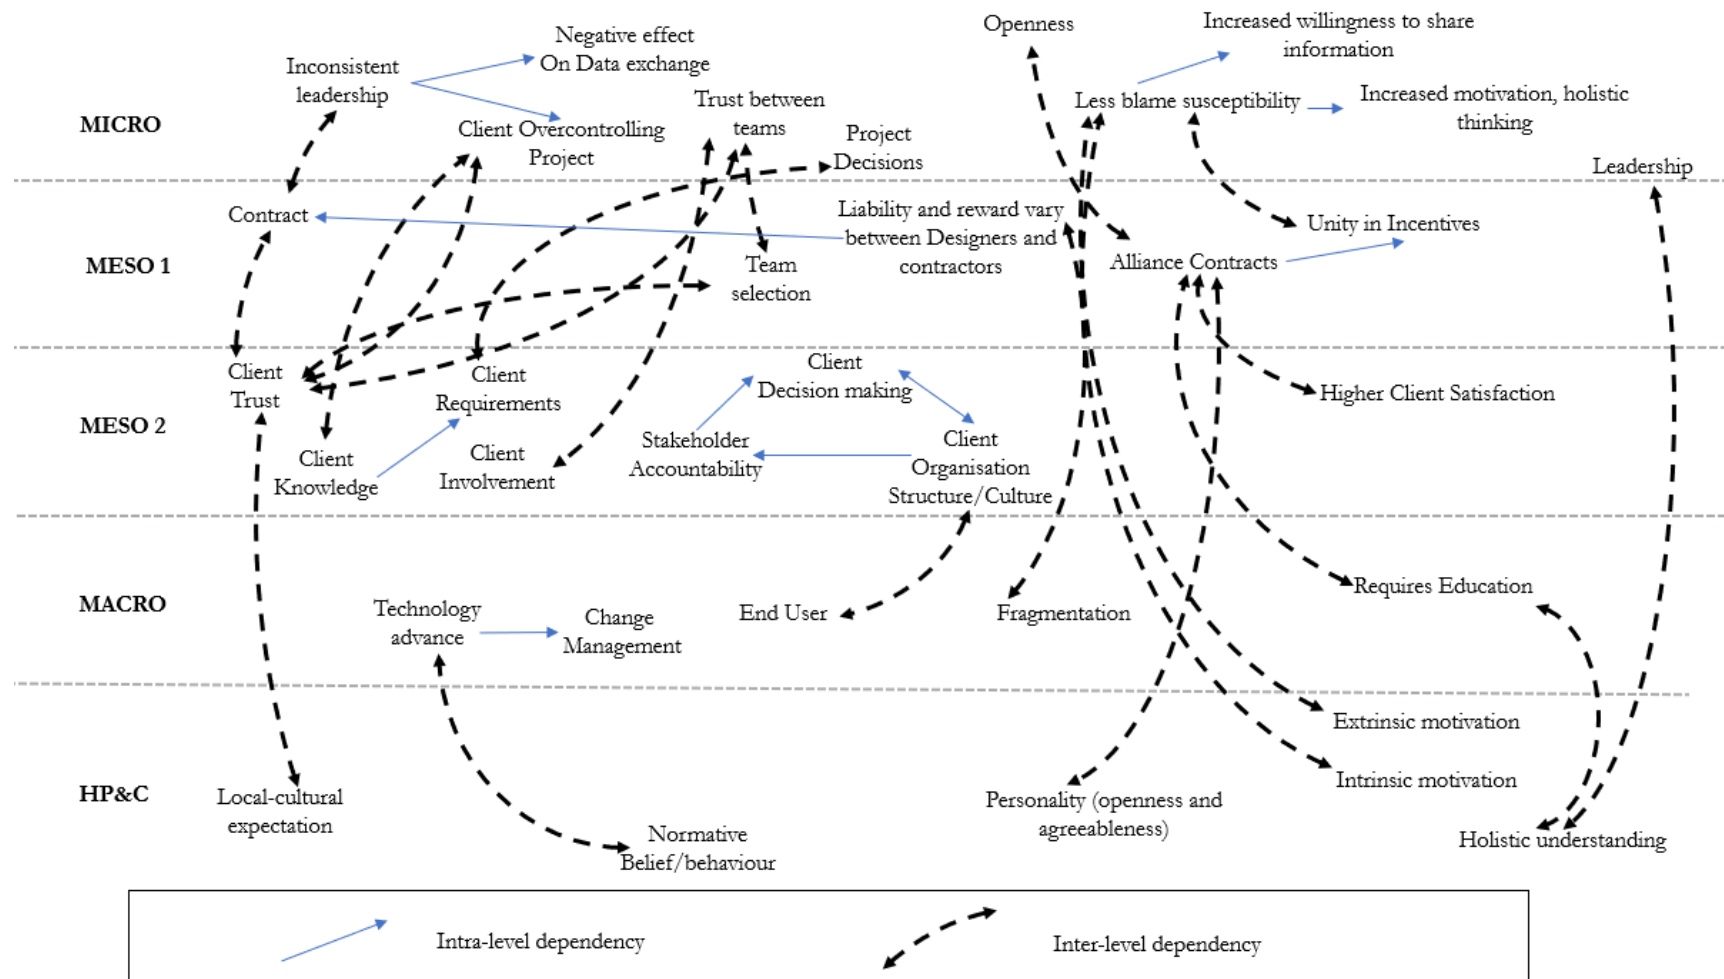 MICRO
Inconsistent
leadership
Negative effect
On Data exchange
Client Overcontrolling
Project
Trust between
teams
Project
Decisions
Openness
Increased willingness to share
information
Less blame susceptibility
Increased motivation, holistic
thinking
Leadership
MESO 1
Contract
Team
selection
Liability and reward vary
between Designers and
contractors
Alliance Contracts
Unity in Incentives
MESO 2
Client
Trust
Client
Knowledge
Client
Requirements
Client
Involvement
Client
Decision making
Stakeholder
Accountability
Client
Organisation
Structure/Culture
Higher Client Satisfaction
MACRO
Technology
advance
Change
Management
End User
Fragmentation
Requires Education
HP&C
Local-cultural
expectation
Normative
Belief/behaviour
Personality (openness and
agreeableness)
Extrinsic motivation
Intrinsic motivation
Holistic understanding
Intra-level dependency
Inter-level dependency